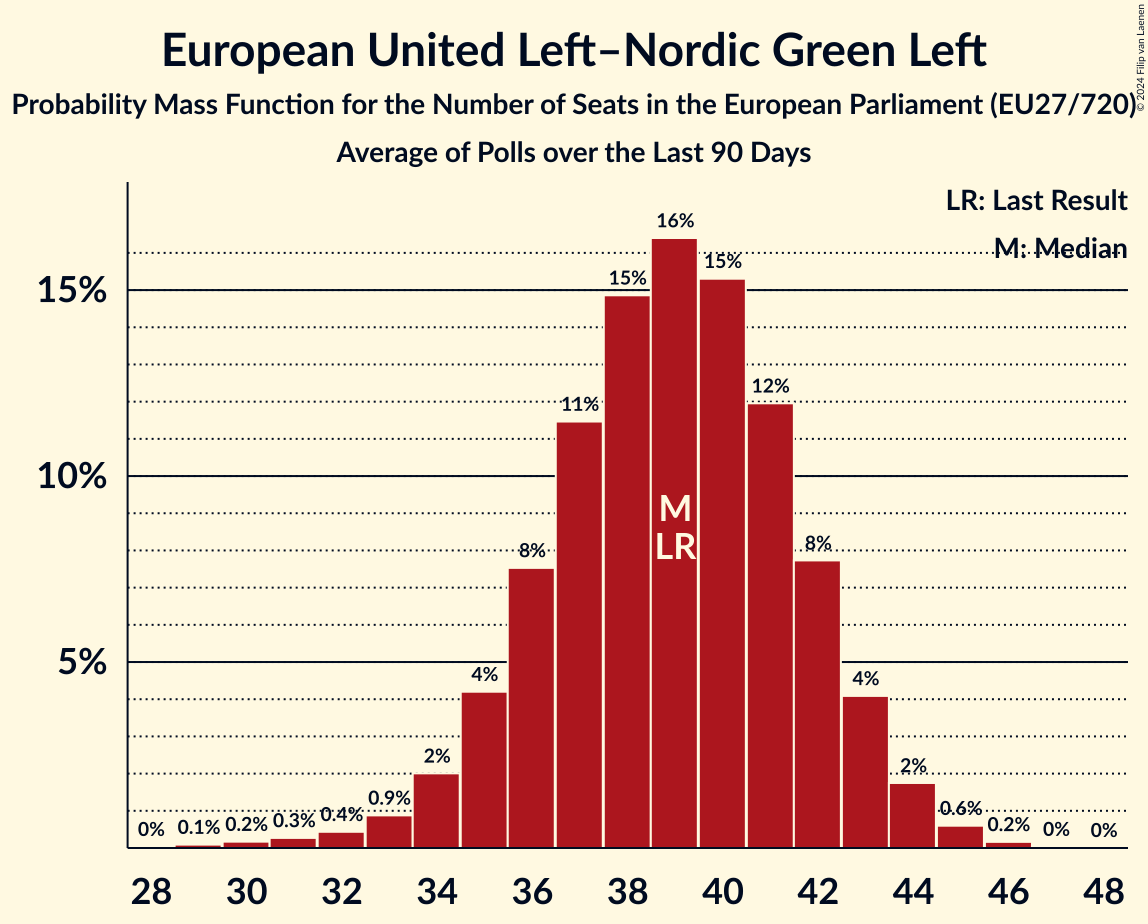 European United Left–Nordic Green Left
Probability Mass Function for the Number of Seats in the European Parliament (EU27/720)
Average of Polls over the Last 90 Days
© 2024 Filip van Laenen
LR: Last Result
M: Median
15%
10%
5%
0%
0.1%
0.2%
0.3%
0.4%
0.9%
2%
4%
8%
11%
15%
16%
15%
12%
8%
4%
2%
0.6%
0.2%
0%
0%
M
LR
28 30 32 34 36 38 40 42 44 46 48